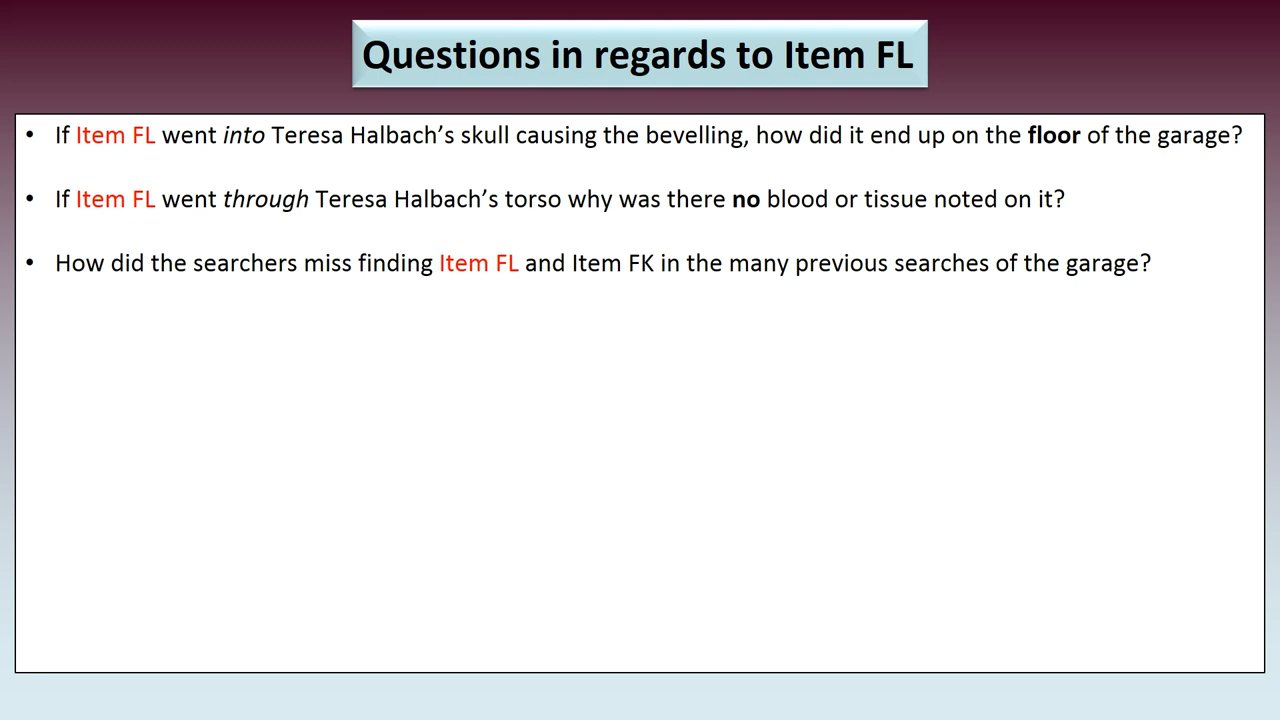 Questions in regards to Item FL
• If Item FL went into Teresa Halbach’s skull causing the bevelling, how did it end up on the floor of the garage?
• If Item FL went through Teresa Halbach’s torso why was there no blood or tissue noted on it?
• How did the searchers miss finding Item FL and Item FK in the many previous searches of the garage?